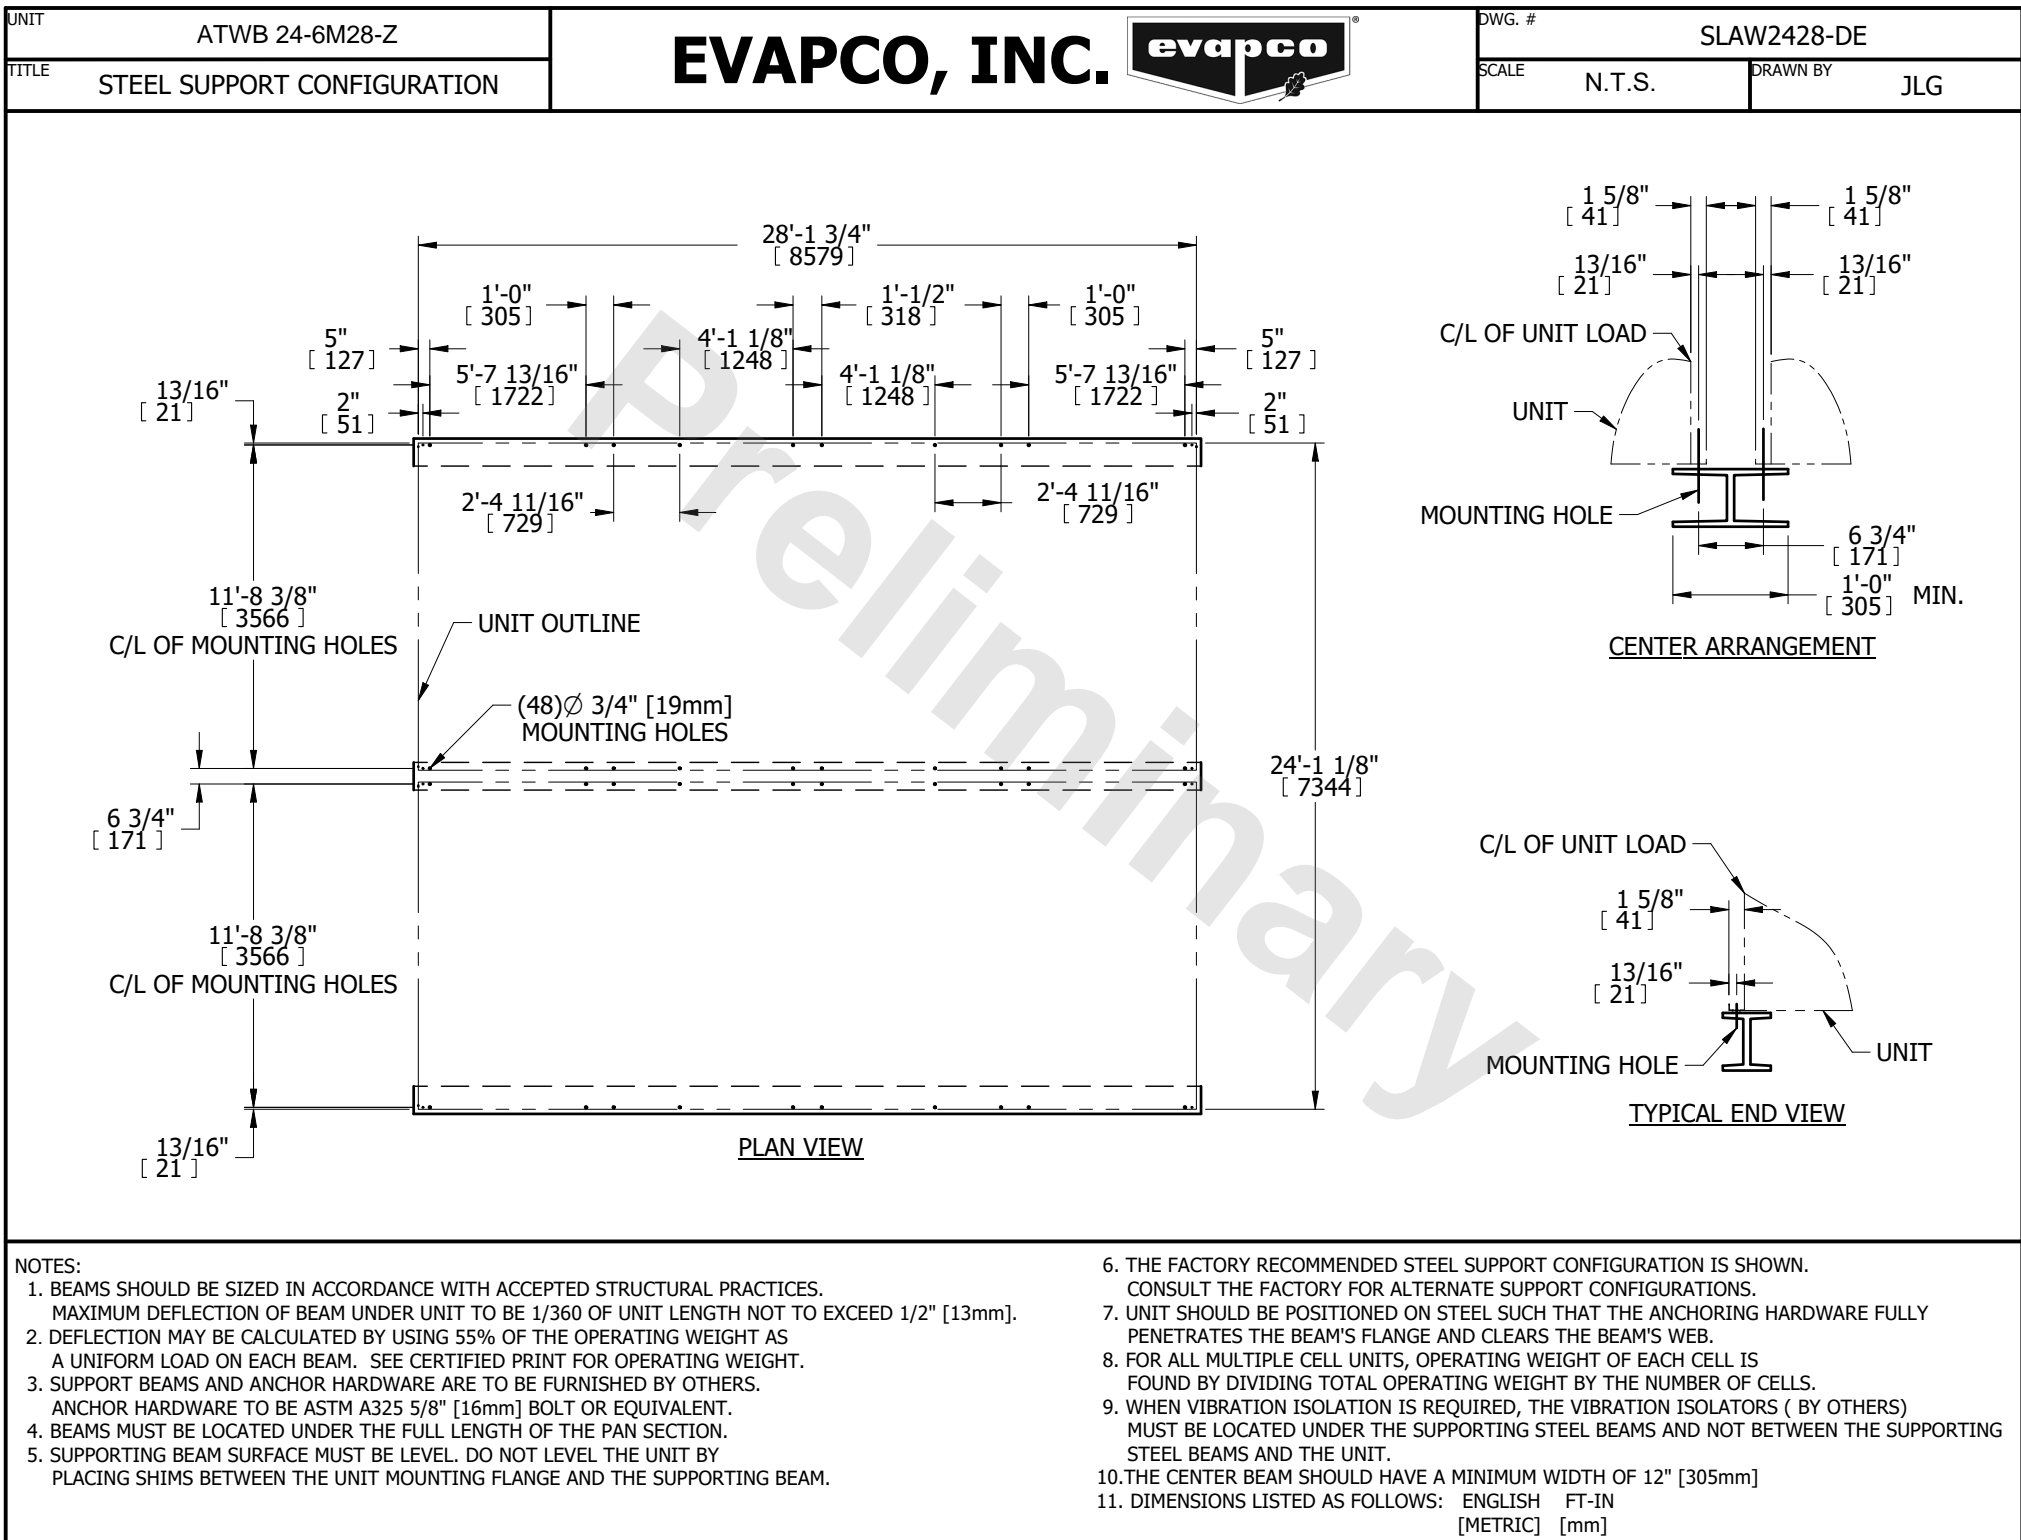 UNIT
ATWB 24-6M28-Z
TITLE
STEEL SUPPORT CONFIGURATION
EVAPCO, INC.
evapco
®
DWG. #
SLAW2428-DE
SCALE
N.T.S.
DRAWN BY
JLG
28'-1 3/4"
[ 8579 ]
1'-0"
[ 305 ]
1'-1/2"
[ 318 ]
1'-0"
[ 305 ]
5"
[ 127 ]
4'-1 1/8"
[ 1248 ]
5"
[ 127 ]
5'-7 13/16"
[ 1722 ]
4'-1 1/8"
[ 1248 ]
5'-7 13/16"
[ 1722 ]
13/16"
[ 21 ]
2"
[ 51 ]
2"
[ 51 ]
2'-4 11/16"
[ 729 ]
2'-4 11/16"
[ 729 ]
11'-8 3/8"
[ 3566 ]
C/L OF MOUNTING HOLES
UNIT OUTLINE
(48)Ø 3/4" [19mm]
MOUNTING HOLES
6 3/4"
[ 171 ]
24'-1 1/8"
[ 7344 ]
11'-8 3/8"
[ 3566 ]
C/L OF MOUNTING HOLES
13/16"
[ 21 ]
PLAN VIEW
Preliminary
1 5/8"
[ 41 ]
1 5/8"
[ 41 ]
13/16"
[ 21 ]
13/16"
[ 21 ]
C/L OF UNIT LOAD
UNIT
MOUNTING HOLE
6 3/4"
[ 171 ]
1'-0"
[ 305 ] MIN.
CENTER ARRANGEMENT
C/L OF UNIT LOAD
1 5/8"
[ 41 ]
13/16"
[ 21 ]
MOUNTING HOLE
UNIT
TYPICAL END VIEW
NOTES:
1. BEAMS SHOULD BE SIZED IN ACCORDANCE WITH ACCEPTED STRUCTURAL PRACTICES.
MAXIMUM DEFLECTION OF BEAM UNDER UNIT TO BE 1/360 OF UNIT LENGTH NOT TO EXCEED 1/2" [13mm].
2. DEFLECTION MAY BE CALCULATED BY USING 55% OF THE OPERATING WEIGHT AS
A UNIFORM LOAD ON EACH BEAM. SEE CERTIFIED PRINT FOR OPERATING WEIGHT.
3. SUPPORT BEAMS AND ANCHOR HARDWARE ARE TO BE FURNISHED BY OTHERS.
ANCHOR HARDWARE TO BE ASTM A325 5/8" [16mm] BOLT OR EQUIVALENT.
4. BEAMS MUST BE LOCATED UNDER THE FULL LENGTH OF THE PAN SECTION.
5. SUPPORTING BEAM SURFACE MUST BE LEVEL. DO NOT LEVEL THE UNIT BY
PLACING SHIMS BETWEEN THE UNIT MOUNTING FLANGE AND THE SUPPORTING BEAM.
6. THE FACTORY RECOMMENDED STEEL SUPPORT CONFIGURATION IS SHOWN.
CONSULT THE FACTORY FOR ALTERNATE SUPPORT CONFIGURATIONS.
7. UNIT SHOULD BE POSITIONED ON STEEL SUCH THAT THE ANCHORING HARDWARE FULLY
PENETRATES THE BEAM'S FLANGE AND CLEARS THE BEAM'S WEB.
8. FOR ALL MULTIPLE CELL UNITS, OPERATING WEIGHT OF EACH CELL IS
FOUND BY DIVIDING TOTAL OPERATING WEIGHT BY THE NUMBER OF CELLS.
9. WHEN VIBRATION ISOLATION IS REQUIRED, THE VIBRATION ISOLATORS ( BY OTHERS)
MUST BE LOCATED UNDER THE SUPPORTING STEEL BEAMS AND NOT BETWEEN THE SUPPORTING
STEEL BEAMS AND THE UNIT.
10.THE CENTER BEAM SHOULD HAVE A MINIMUM WIDTH OF 12" [305mm]
11. DIMENSIONS LISTED AS FOLLOWS: ENGLISH FT-IN
[METRIC] [mm]